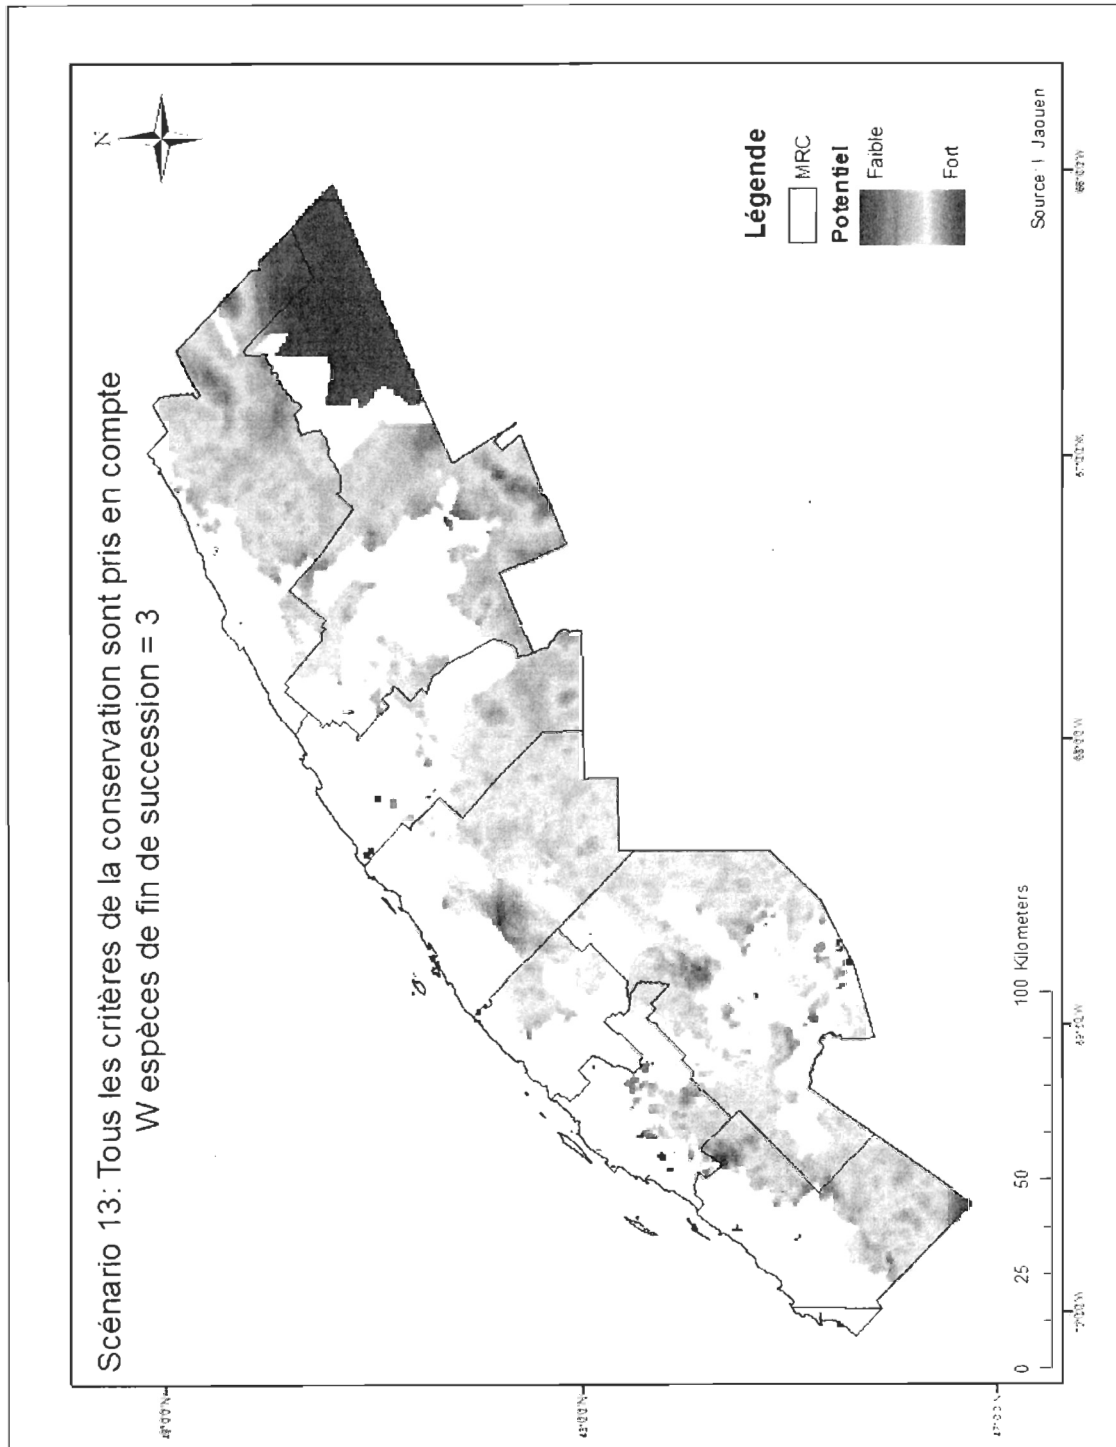 Scénario 13: Tous les critères de la conservation sont pris en compte
W espèces de fin de succession = 3
N
Légende
MRC
Potentiel
Faible
Fort
0 25 50 100 Kilometers
Jaouen